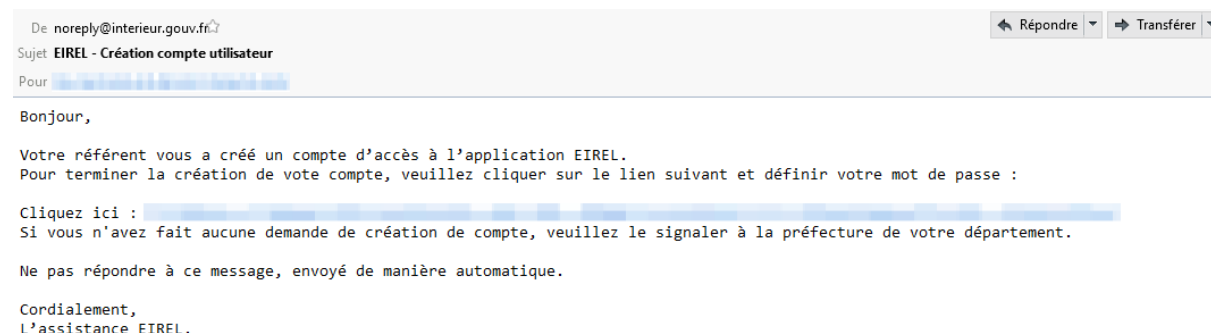 De noreply@interieur.gouv.fr
Répondre Transférer
Sujet EIREL - Création compte utilisateur
Pour
Bonjour,
Votre référent vous a créé un compte d’accès à l’application EIREL.
Pour terminer la création de vote compte, veuillez cliquer sur le lien suivant et définir votre mot de passe :
Cliquez ici :
Si vous n'avez fait aucune demande de création de compte, veuillez le signaler à la préfecture de votre département.
Ne pas répondre à ce message, envoyé de manière automatique.
Cordialement,
L’assistance EIREL.